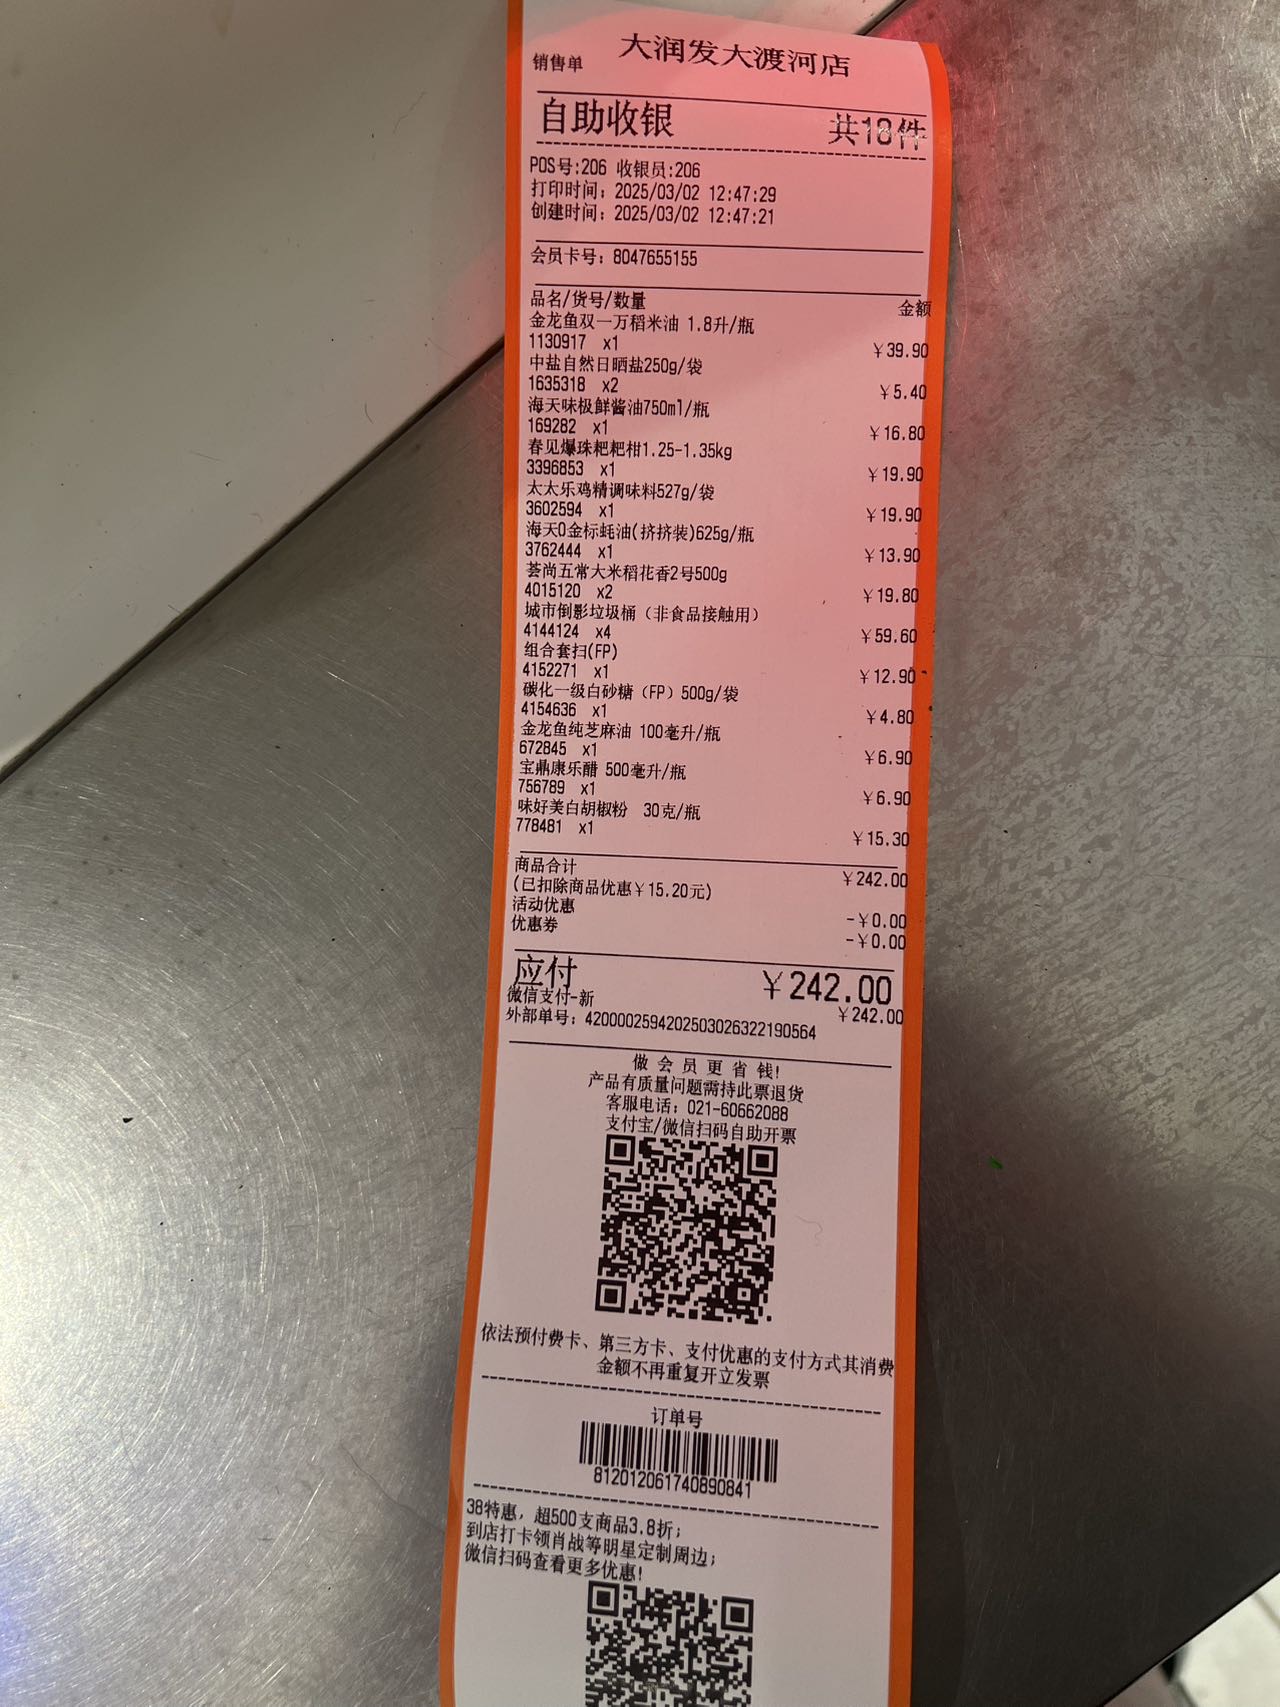 大润发大渡河店
销售单
自助收银 共18件
POS号:206 收银员:206
打印时间: 2025/03/02 12:47:29
创建时间: 2025/03/02 12:47:21
会员卡号: 8047655155
品名/货号/数量 金额
金龙鱼双一万稻米油 1.8升/瓶
1130917 x1 ￥39.90
中盐自然日晒盐250g/袋
1635318 x2 ￥5.40
海天味极鲜酱油750ml/瓶
169282 x1 ￥16.80
春见爆珠粑粑柑1.25-1.35kg
3396853 x1 ￥19.90
太太乐鸡精调味料527g/袋
3602594 x1 ￥19.90
海天0金标蚝油(挤挤装)625g/瓶
3762444 x1 ￥13.90
荟尚五常大米稻花香2号500g
4015120 x2 ￥19.80
城市倒影垃圾桶（非食品接触用）
4144124 x4 ￥59.60
组合套扫(FP)
4152271 x1 ￥12.90
碳化一级白砂糖（FP）500g/袋
4154636 x1 ￥4.80
金龙鱼纯芝麻油 100毫升/瓶
672845 x1 ￥6.90
宝鼎康乐醋 500毫升/瓶
756789 x1 ￥6.90
味好美白胡椒粉 30克/瓶
778481 x1 ￥15.30
商品合计 ￥242.00
(已扣除商品优惠￥15.20元)
活动优惠 -￥0.00
优惠券 -￥0.00
应付 ￥242.00
微信支付-新 ￥242.00
外部单号: 4200002594202503026322190564
做 会 员 更 省 钱!
产品有质量问题需持此票退货
客服电话: 021-60662088
支付宝/微信扫码自助开票
依法预付费卡、第三方卡、支付优惠的支付方式其消费
金额不再重复开立发票
订单号
812012061740890841
38特惠，超500支商品3.8折;
到店打卡领肖战等明星定制周边;
微信扫码查看更多优惠!